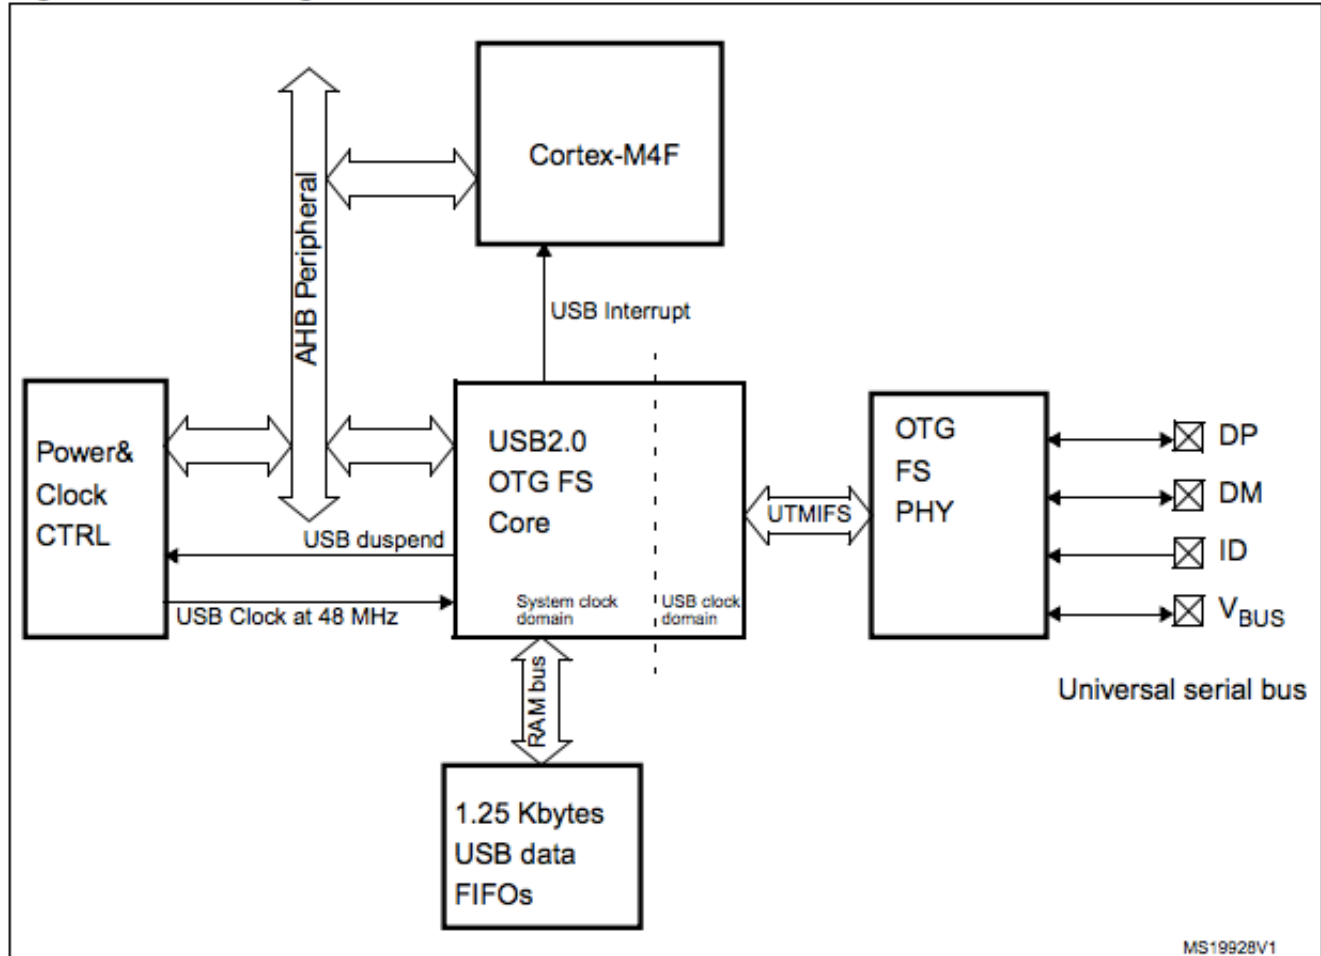 Cortex-M4F
AHB Peripheral
USB Interrupt
Power&
Clock
CTRL
USB2.0
OTG FS
Core
OTG
FS
PHY
DP
DM
ID
VBUS
UTMIFS
USB duspend
USB Clock at 48 MHz
System clock
domain
USB clock
domain
Universal serial bus
RAM bus
1.25 Kbytes
USB data
FIFOs
MS19928V1